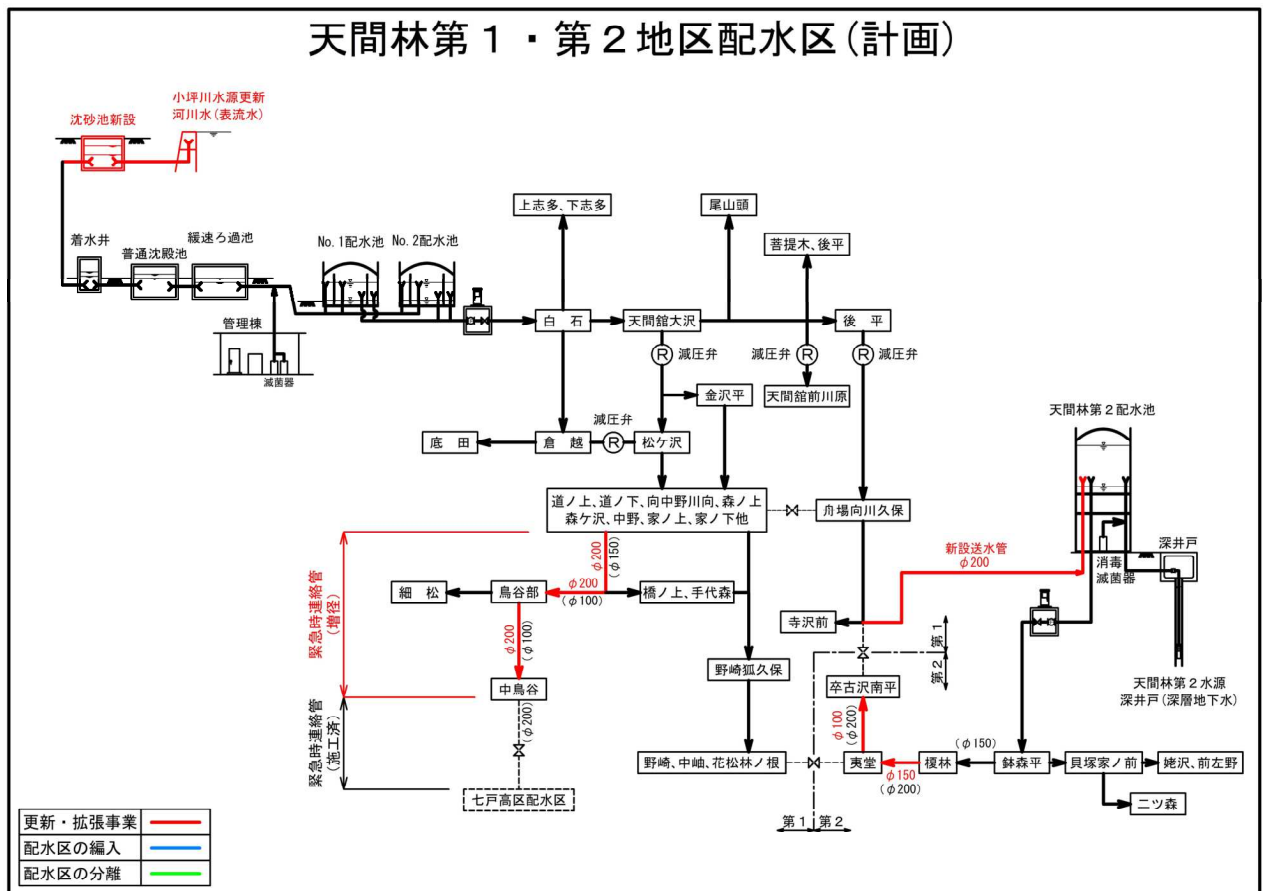 天間林第1・第2地区配水区(計画)
小坪川水源更新
河川水(表流水)
沈砂池新設
着水井
普通沈殿池
緩速ろ過池
No.1配水池
No.2配水池
管理棟
滅菌器
上志多、下志多
尾山頭
菩提木、後平
白石
天間舘大沢
後平
R
減圧弁
減圧弁
R
R
減圧弁
金沢平
天間舘前川原
天間林第2配水池
減圧弁
底田
倉越
R
松ケ沢
道ノ上、道ノ下、向中野川向、森ノ上
森ケ沢、中野、家ノ上、家ノ下他
舟場向川久保
φ200
(φ150)
新設送水管
φ200
消毒
滅菌器
深井戸
緊急時連絡管
(増径)
細松
鳥谷部
φ200
(φ100)
橋ノ上、手代森
寺沢前
φ200
(φ100)
第1
第2
野崎狐久保
中鳥谷
卒古沢南平
天間林第2水源
深井戸(深層地下水)
緊急時連絡管
(施工済)
(φ200)
φ100
(φ200)
(φ150)
野崎、中岫、花松林ノ根
夷堂
榎林
鉢森平
貝塚家ノ前
姥沢、前左野
φ150
(φ200)
七戸高区配水区
二ツ森
第1
第2
更新・拡張事業
配水区の編入
配水区の分離